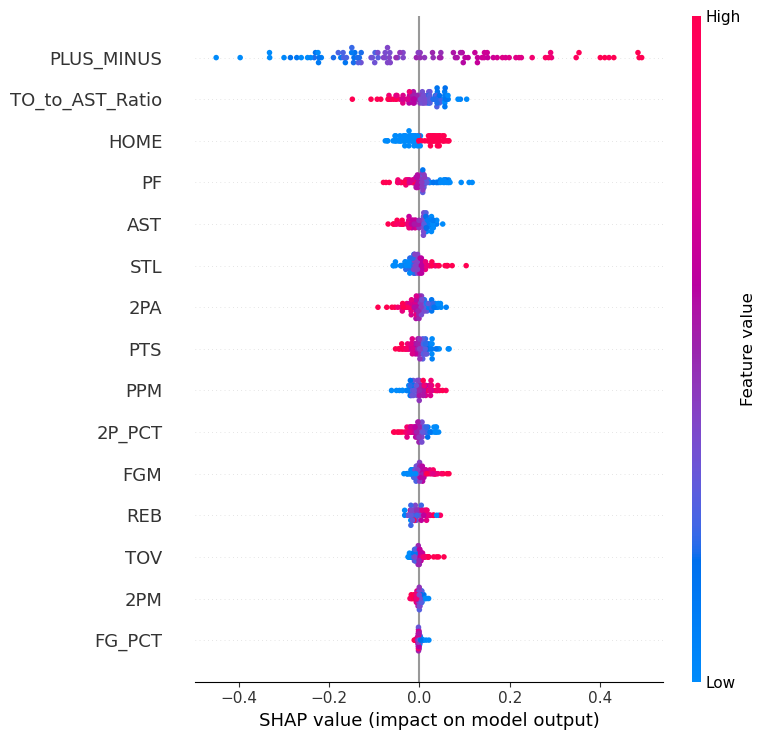 High
PLUS_MINUS
TO_to_AST_Ratio
HOME
PF
AST
STL
2PA
PTS
PPM
2P_PCT
FGM
REB
TOV
2PM
FG_PCT
Feature value
Low
−0.4 −0.2 0.0 0.2 0.4
SHAP value (impact on model output)